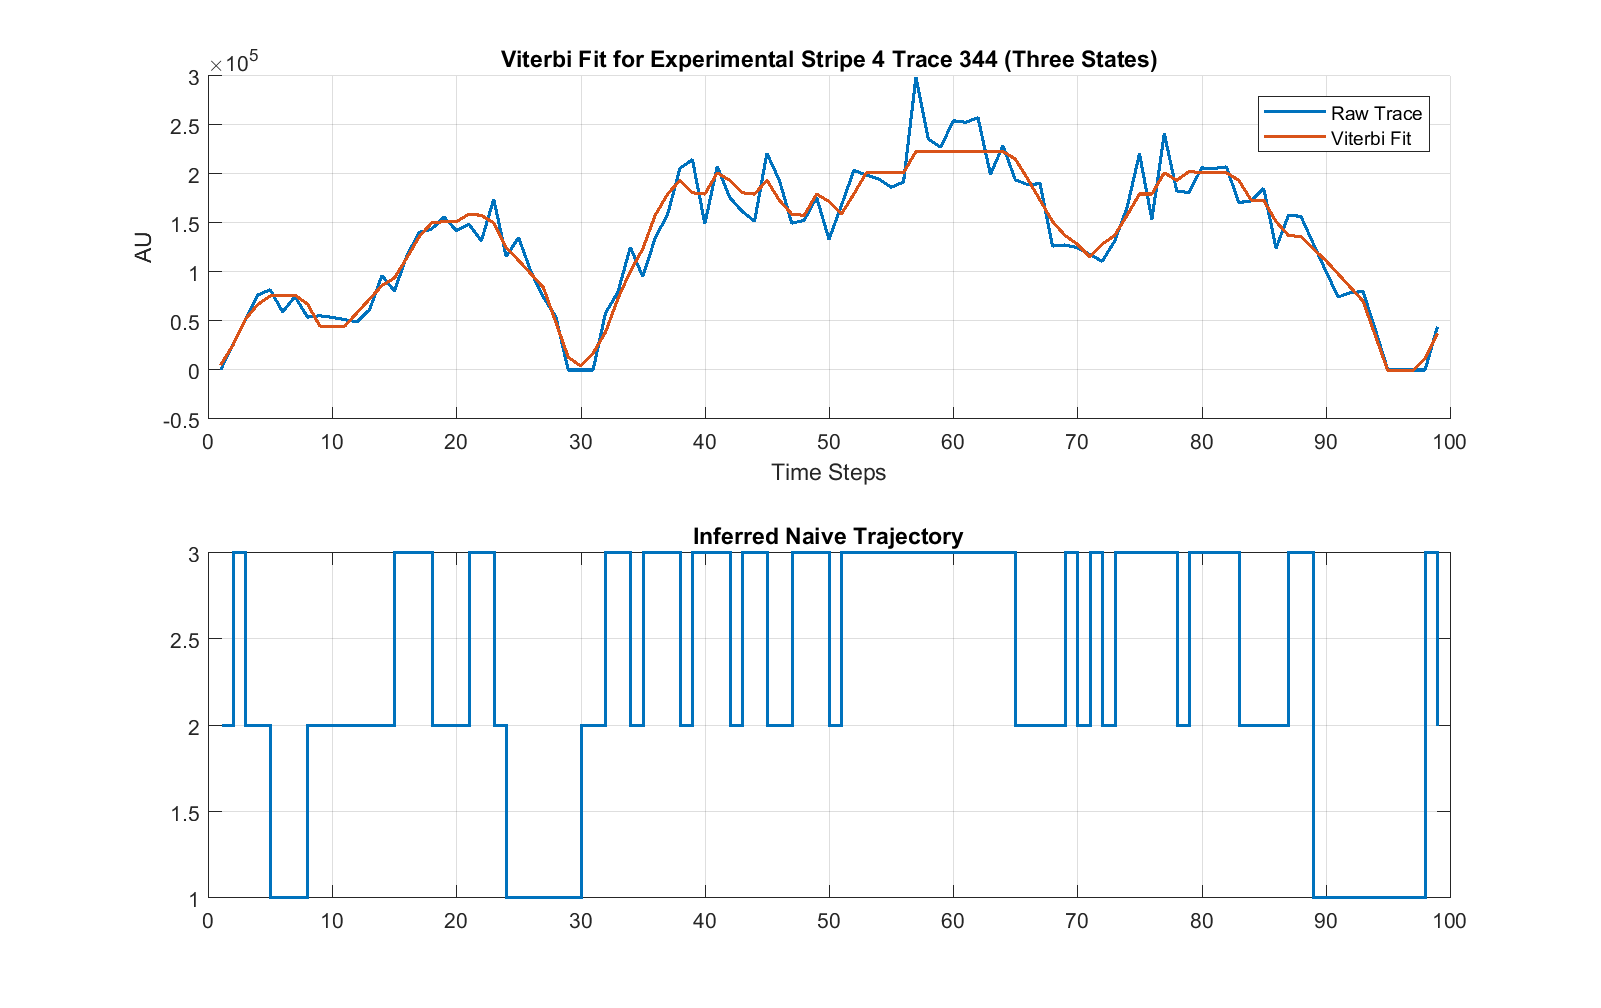 Viterbi Fit for Experimental Stripe 4 Trace 344 (Three States)
×10^5
3
2.5
2
1.5
1
0.5
0
-0.5
AU
Raw Trace
Viterbi Fit
0 10 20 30 40 50 60 70 80 90 100
Time Steps
Inferred Naive Trajectory
3
2.5
2
1.5
1
0 10 20 30 40 50 60 70 80 90 100